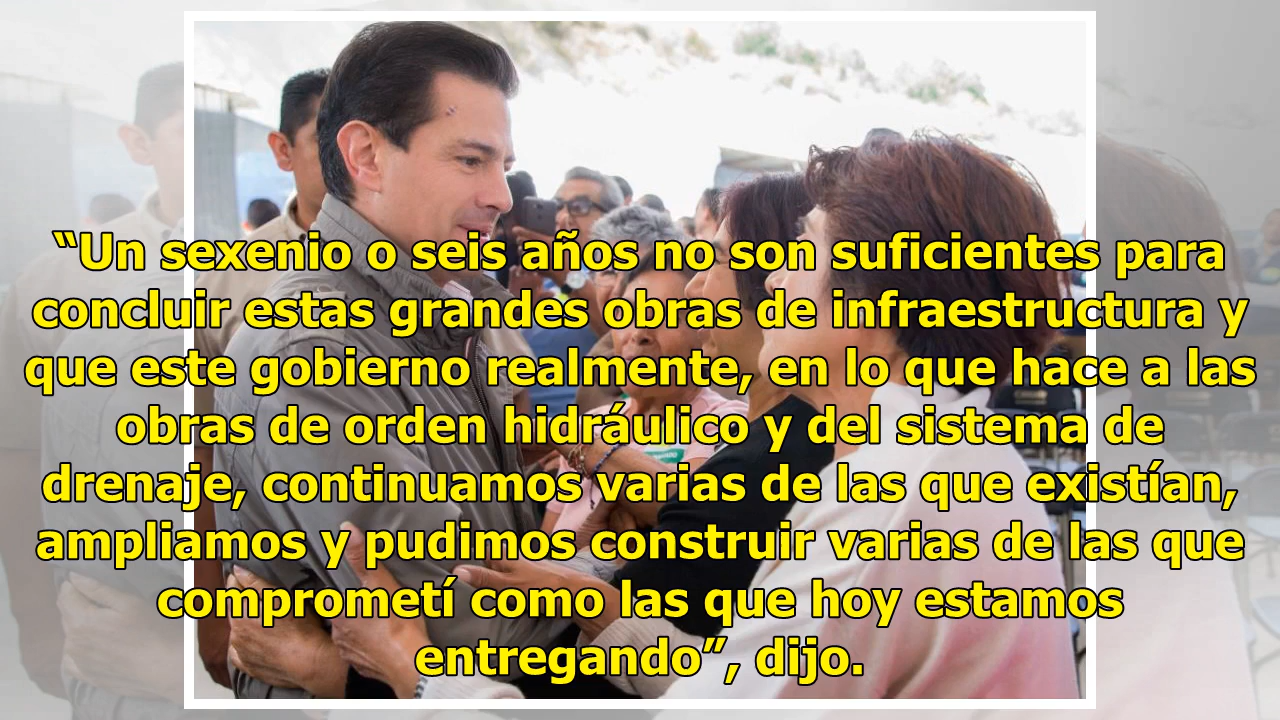 “Un sexenio o seis años no son suficientes para
concluir estas grandes obras de infraestructura y
que este gobierno realmente, en lo que hace a las
obras de orden hidráulico y del sistema de
drenaje, continuamos varias de las que existían,
ampliamos y pudimos construir varias de las que
comprometí como las que hoy estamos
entregando”, dijo.